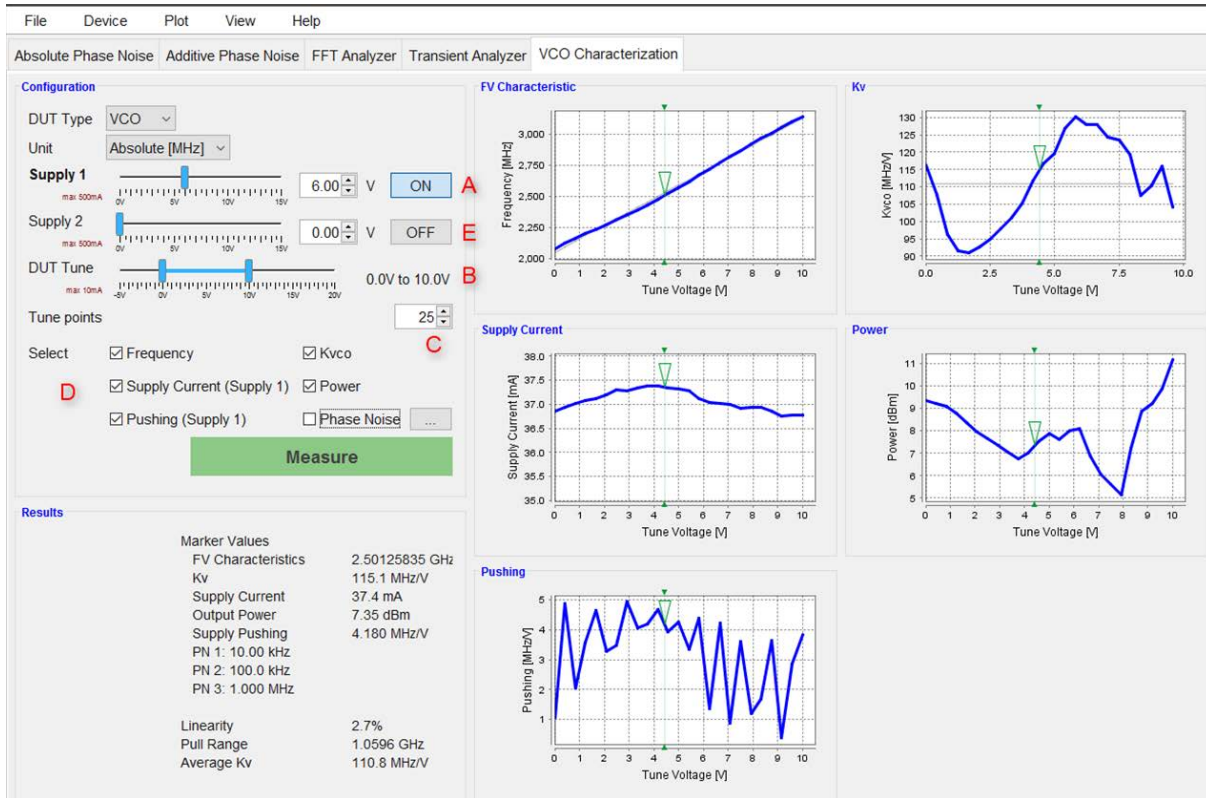 File Device Plot View Help
Absolute Phase Noise Additive Phase Noise FFT Analyzer Transient Analyzer VCO Characterization
Configuration
DUT Type VCO
Unit Absolute [MHz]
Supply 1 6.00 V ON A
max 500mA 0V 5V 10V 15V
Supply 2 0.00 V OFF E
max 500mA 0V 5V 10V 15V
DUT Tune 0.0V to 10.0V B
max 10mA -5V 0V 5V 10V 15V 20V
Tune points 25
C
Select Frequency Kvco
D Supply Current (Supply 1) Power
Pushing (Supply 1) Phase Noise ...
Measure
Results
Marker Values
FV Characteristics 2.50125835 GHz
Kv 115.1 MHz/V
Supply Current 37.4 mA
Output Power 7.35 dBm
Supply Pushing 4.180 MHz/V
PN 1: 10.00 kHz
PN 2: 100.0 kHz
PN 3: 1.000 MHz
Linearity 2.7%
Pull Range 1.0596 GHz
Average Kv 110.8 MHz/V
FV Characteristic
Frequency [MHz]
3,000
2,750
2,500
2,250
2,000
0 1 2 3 4 5 6 7 8 9 10
Tune Voltage [V]
Kv
Kvco [MHz/V]
130
125
120
115
110
105
100
95
90
0.0 2.5 5.0 7.5 10.0
Tune Voltage [V]
Supply Current
Supply Current [mA]
38.0
37.5
37.0
36.5
36.0
35.5
35.0
0 1 2 3 4 5 6 7 8 9 10
Tune Voltage [V]
Power
Power [dBm]
11
10
9
8
7
6
5
0 1 2 3 4 5 6 7 8 9 10
Tune Voltage [V]
Pushing
Pushing [MHz/V]
5
4
3
2
1
0 1 2 3 4 5 6 7 8 9 10
Tune Voltage [V]